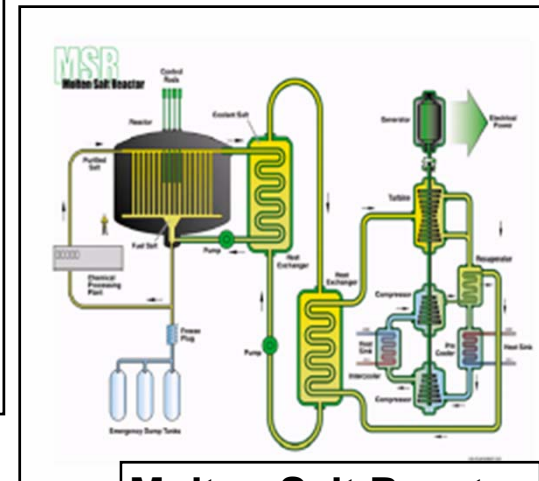 MSR
Molten Salt Reactor
Control
Rods
Reactor
Coolant Salt
Purified
Salt
Fuel Salt
Pump
Chemical
Processing
Plant
Heat
Exchanger
Freeze
Plug
Emergency Dump Tanks
Pump
Heat
Exchanger
Generator
Electrical
Power
Turbine
Recuperator
Compressor
Heat
Sink
Pre
Cooler
Heat Sink
Intercooler
Compressor